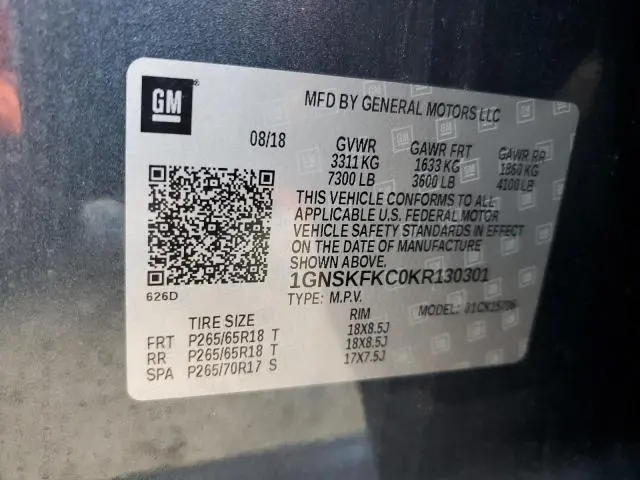 GM
MFD BY GENERAL MOTORS LLC
08/18
GVWR GAWR FRT GAWR RR
3311 KG 1633 KG 1860 KG
7300 LB 3600 LB 4100 LB
THIS VEHICLE CONFORMS TO ALL
APPLICABLE U.S. FEDERAL MOTOR
VEHICLE SAFETY STANDARDS IN EFFECT
ON THE DATE OF MANUFACTURE
SHOWN ABOVE.
1GNSKFKC0KR130301
626D
TYPE: M.P.V. MODEL:
TIRE SIZE RIM
FRT P265/65R18 T 18X8.5J
RR P265/65R18 T 18X8.5J
SPA P265/70R17 S 17X7.5J